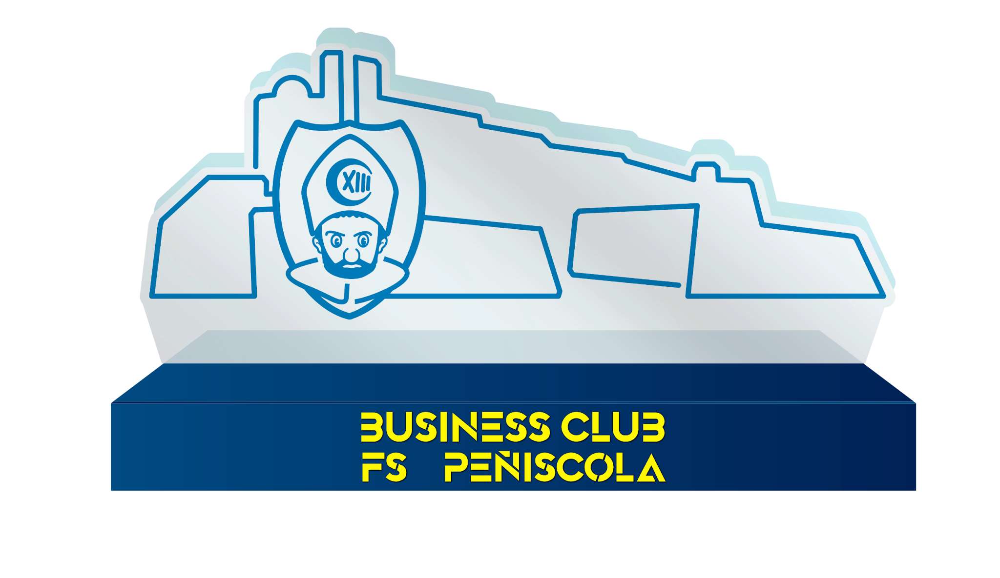 XIII
BUSINESS CLUB
FS PEÑISCOLA